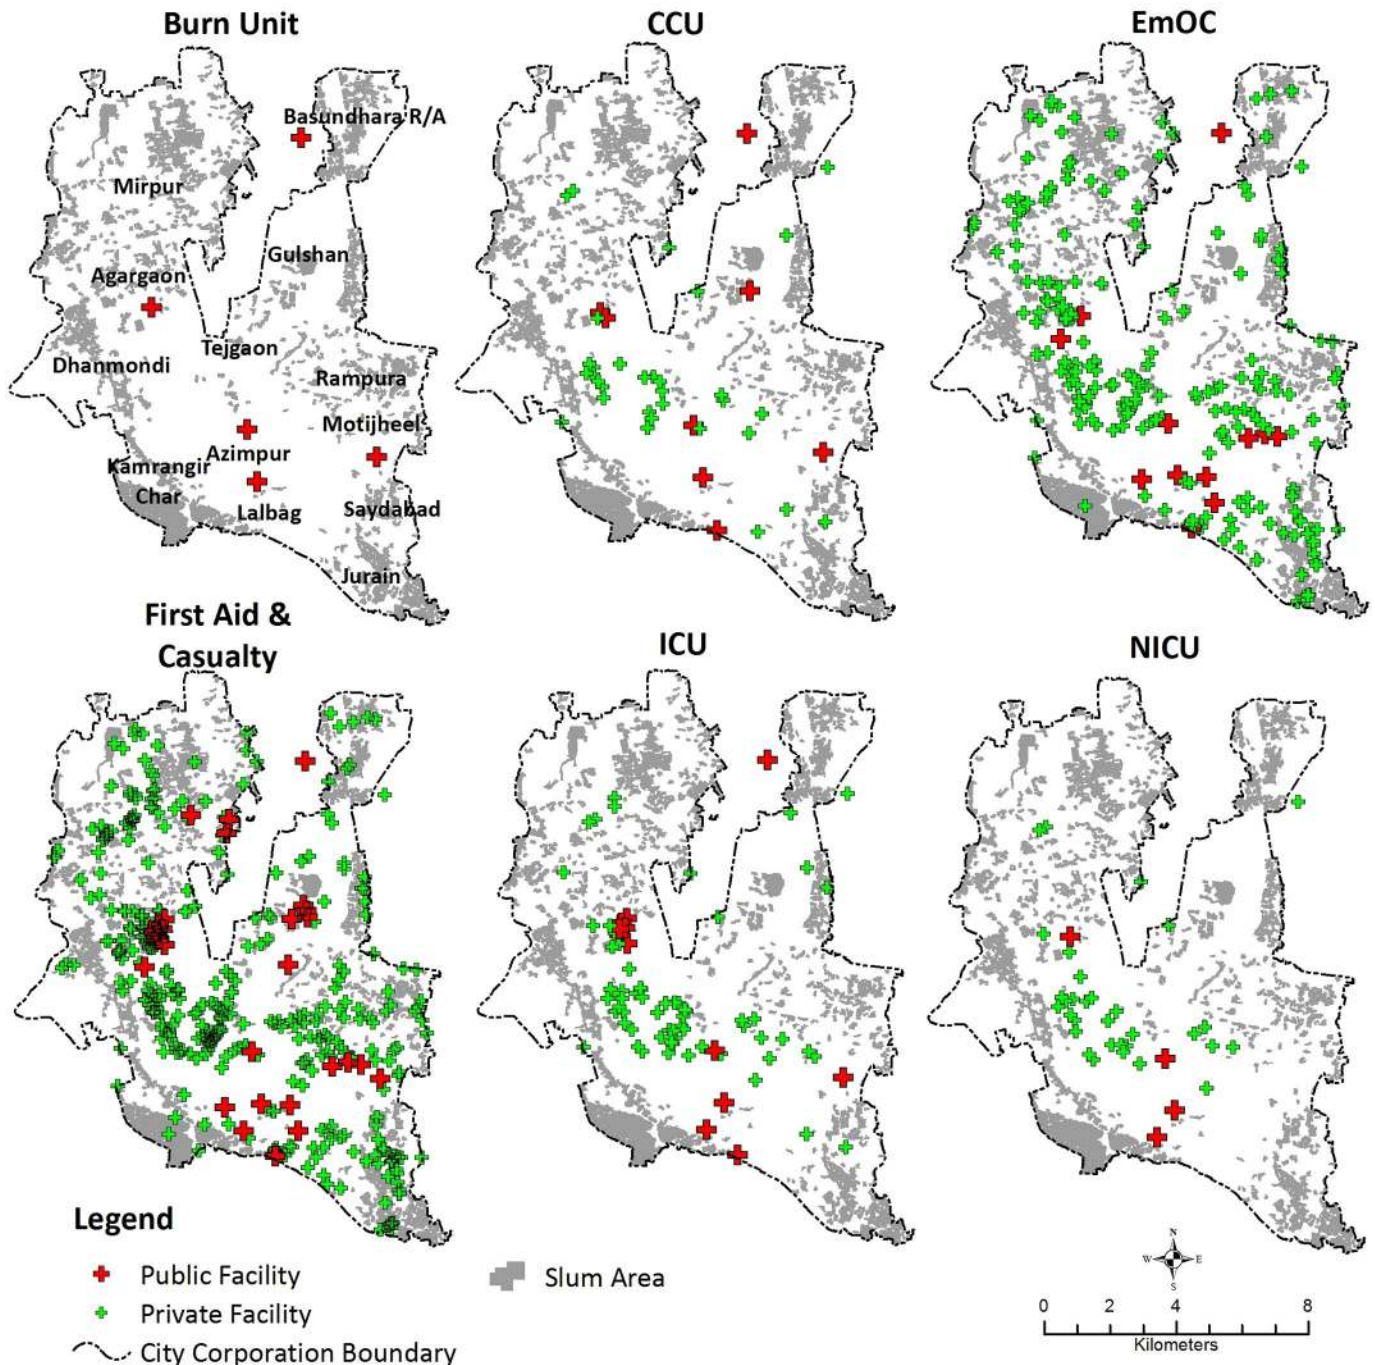 Burn Unit
CCU
EmOC
Basundhara R/A
Mirpur
Gulshan
Agargaon
Tejgaon
Dhanmondi
Rampura
Motijheel
Azimpur
Kamrangir
Char
Lalbag
Saydabad
Jurain
First Aid &
Casualty
ICU
NICU
Legend
Public Facility
Private Facility
City Corporation Boundary
Slum Area
N
W E
S
0 2 4 8
Kilometers